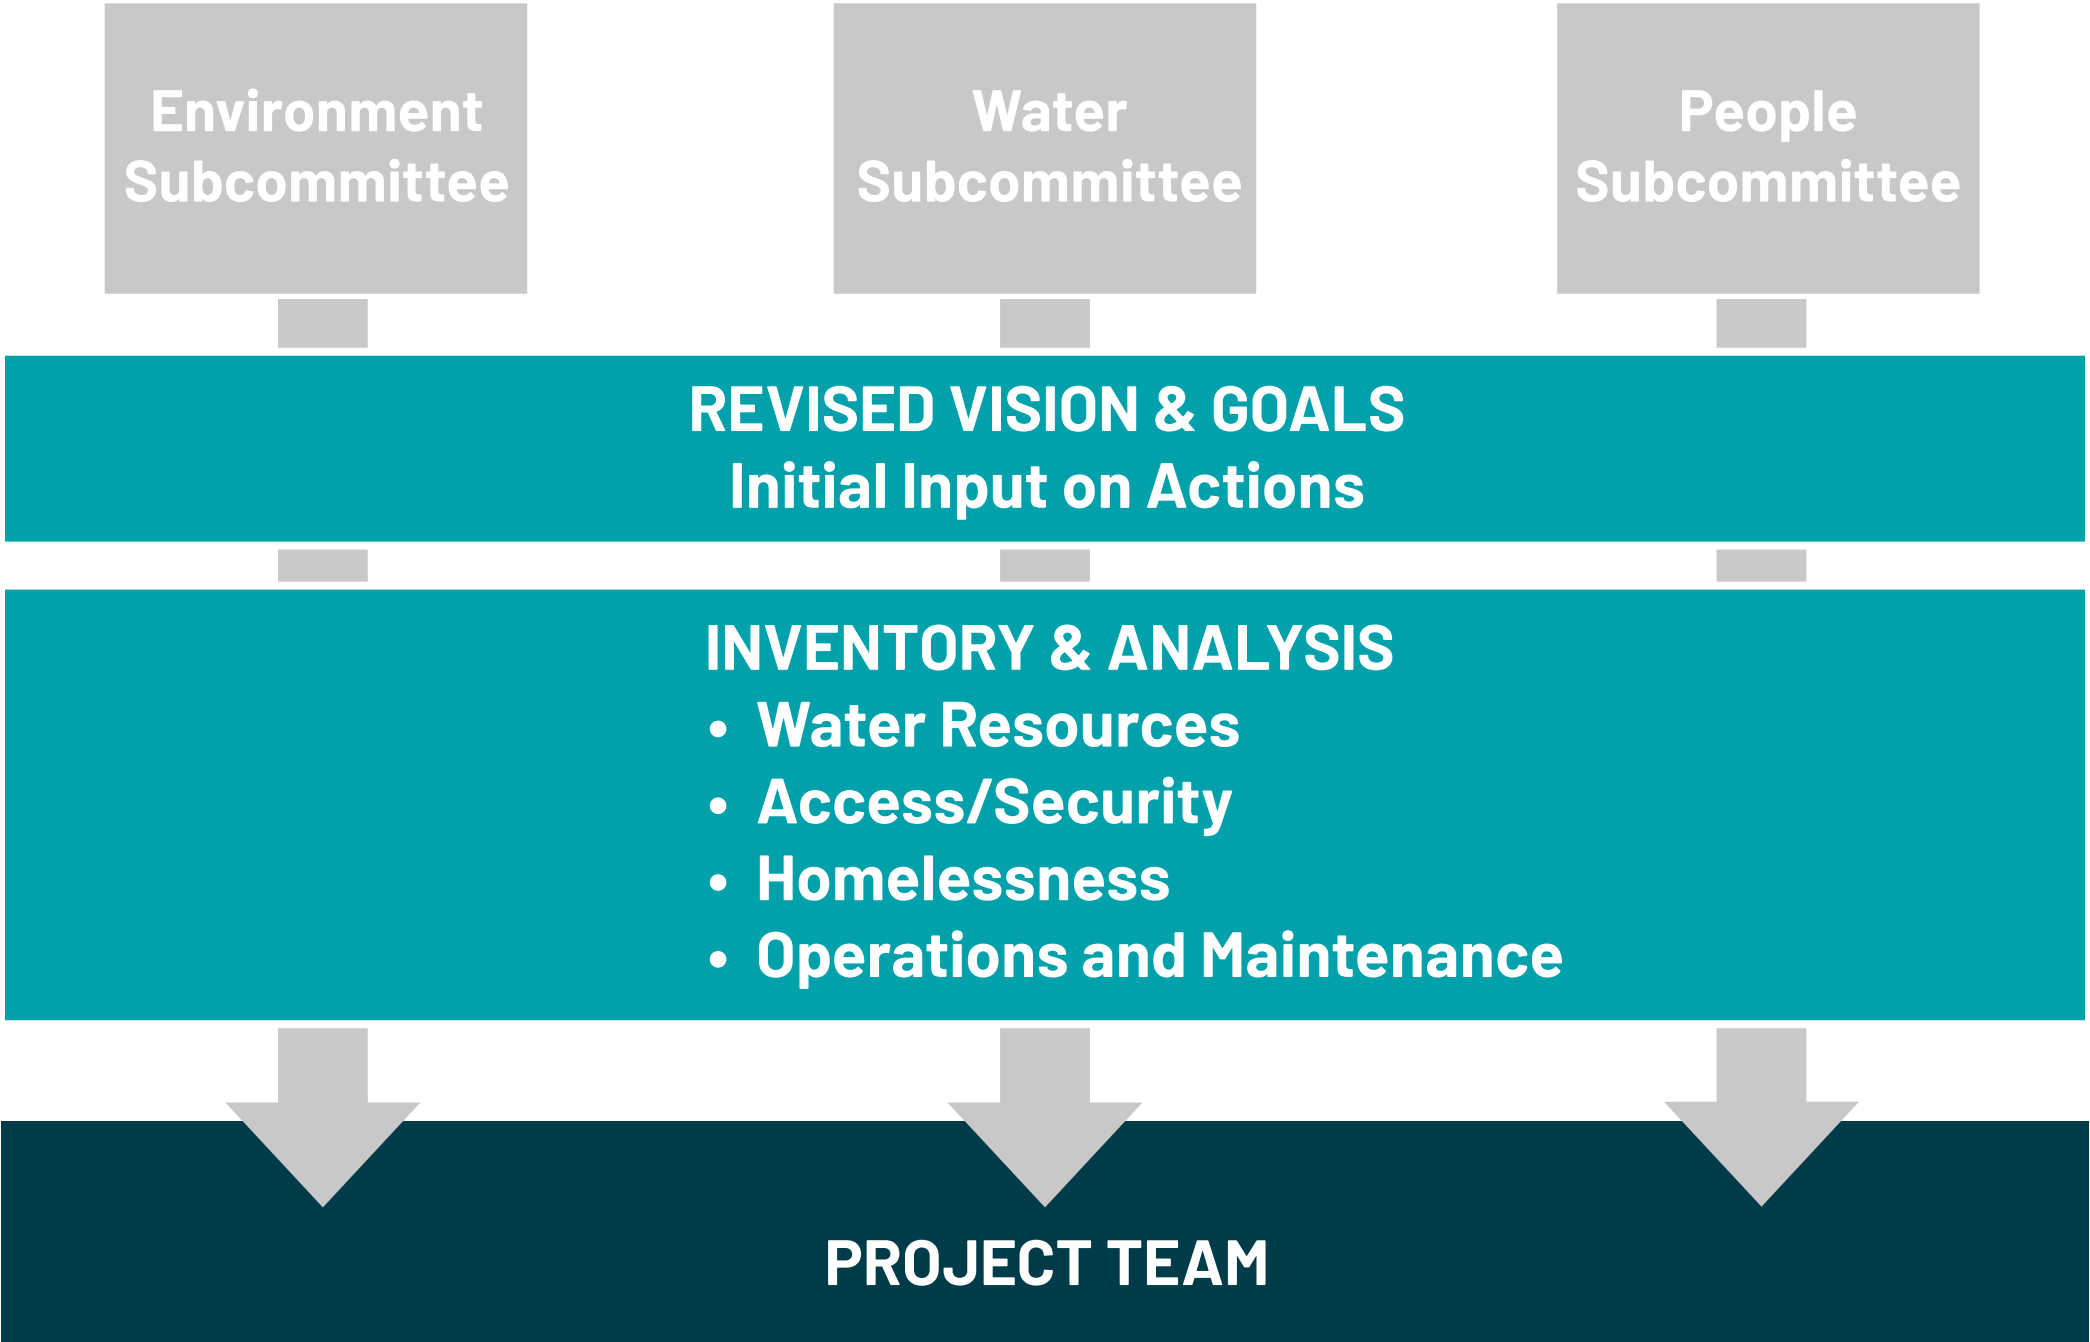 Environment
Subcommittee
Water
Subcommittee
People
Subcommittee
REVISED VISION & GOALS
Initial Input on Actions
INVENTORY & ANALYSIS
• Water Resources
• Access/Security
• Homelessness
• Operations and Maintenance
PROJECT TEAM